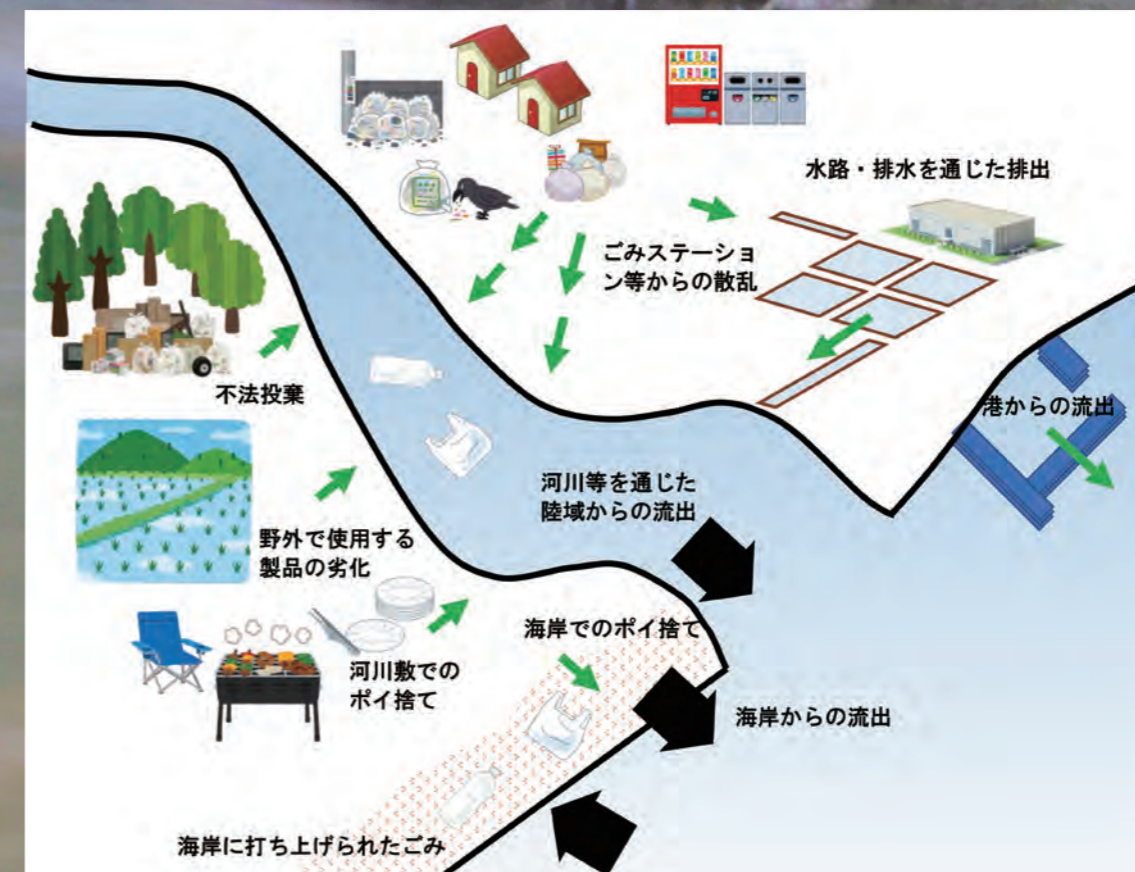 水路・排水を通じた排出
ごみステーショ
ン等からの散乱
不法投棄
港からの流出
河川等を通じた
陸域からの流出
野外で使用する
製品の劣化
海岸でのポイ捨て
河川敷での
ポイ捨て
海岸からの流出
海岸に打ち上げられたごみ